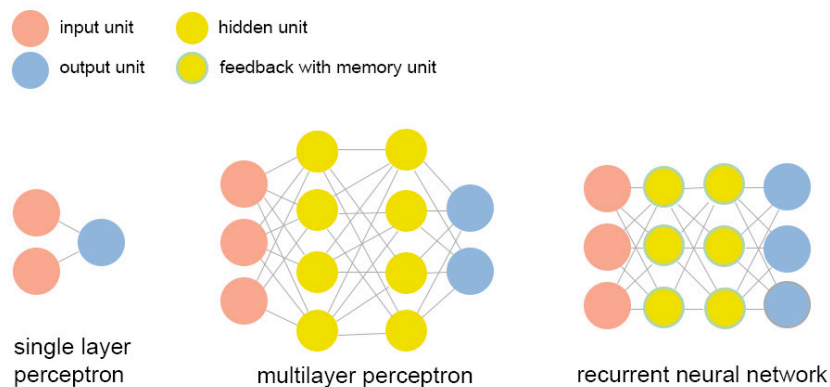 input unit
hidden unit
output unit
feedback with memory unit
single layer
perceptron
multilayer perceptron
recurrent neural network